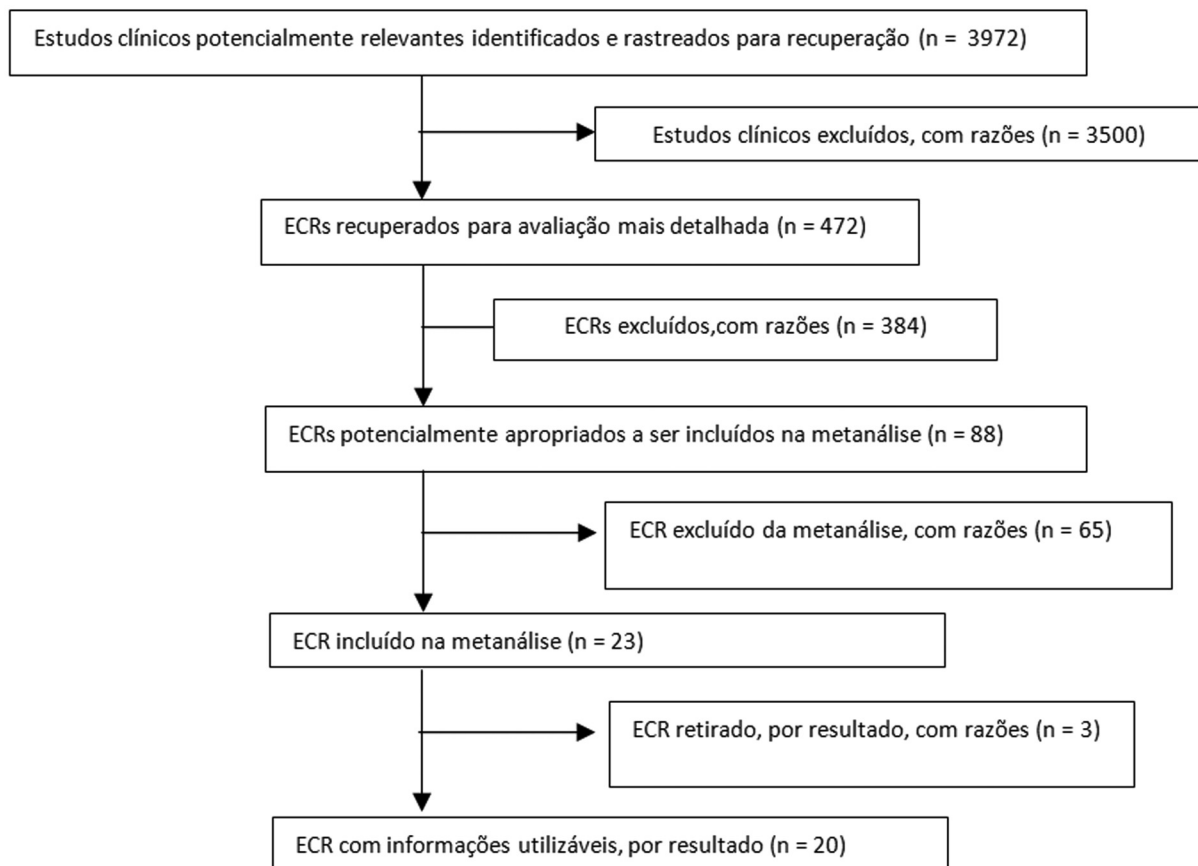 Estudos clínicos potencialmente relevantes identificados e rastreados para recuperação (n = 3972)
Estudos clínicos excluídos, com razões (n = 3500)
ECRs recuperados para avaliação mais detalhada (n = 472)
ECRs excluídos,com razões (n = 384)
ECRs potencialmente apropriados a ser incluídos na metanálise (n = 88)
ECR excluído da metanálise, com razões (n = 65)
ECR incluído na metanálise (n = 23)
ECR retirado, por resultado, com razões (n = 3)
ECR com informações utilizáveis, por resultado (n = 20)